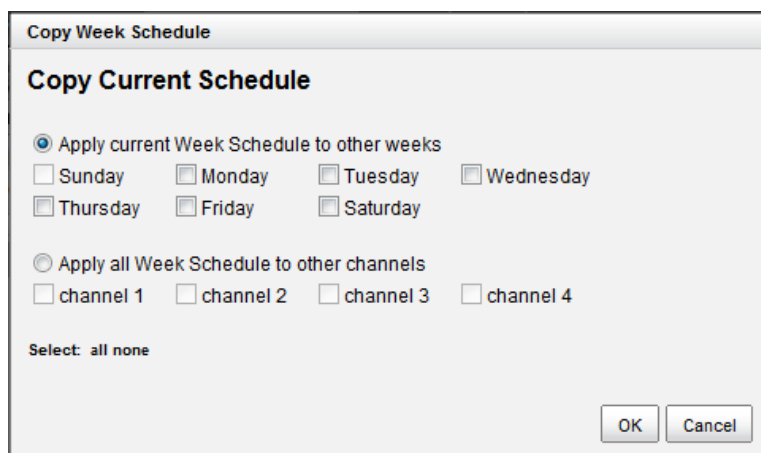 Copy Week Schedule
Copy Current Schedule
Apply current Week Schedule to other weeks
Sunday Monday Tuesday Wednesday
Thursday Friday Saturday
Apply all Week Schedule to other channels
channel 1 channel 2 channel 3 channel 4
Select: all none
OK Cancel